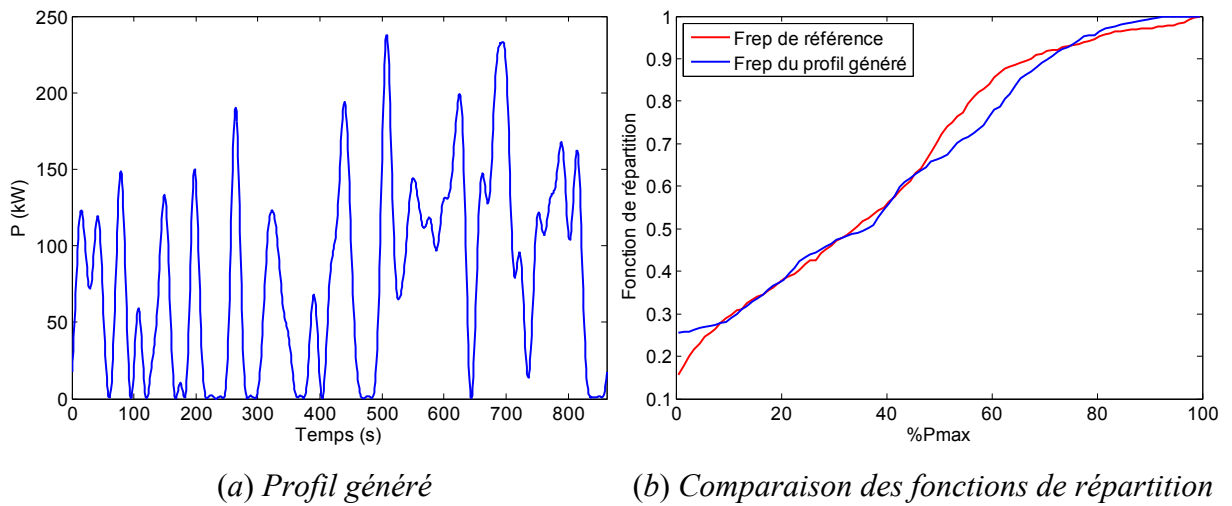 250
200
150
100
50
0
P (kW)
0 100 200 300 400 500 600 700 800
Temps (s)
(a) Profil généré
1
0.9
0.8
0.7
0.6
0.5
0.4
0.3
0.2
0.1
Fonction de répartition
Frep de référence
Frep du profil généré
0 20 40 60 80 100
%Pmax
(b) Comparaison des fonctions de répartition